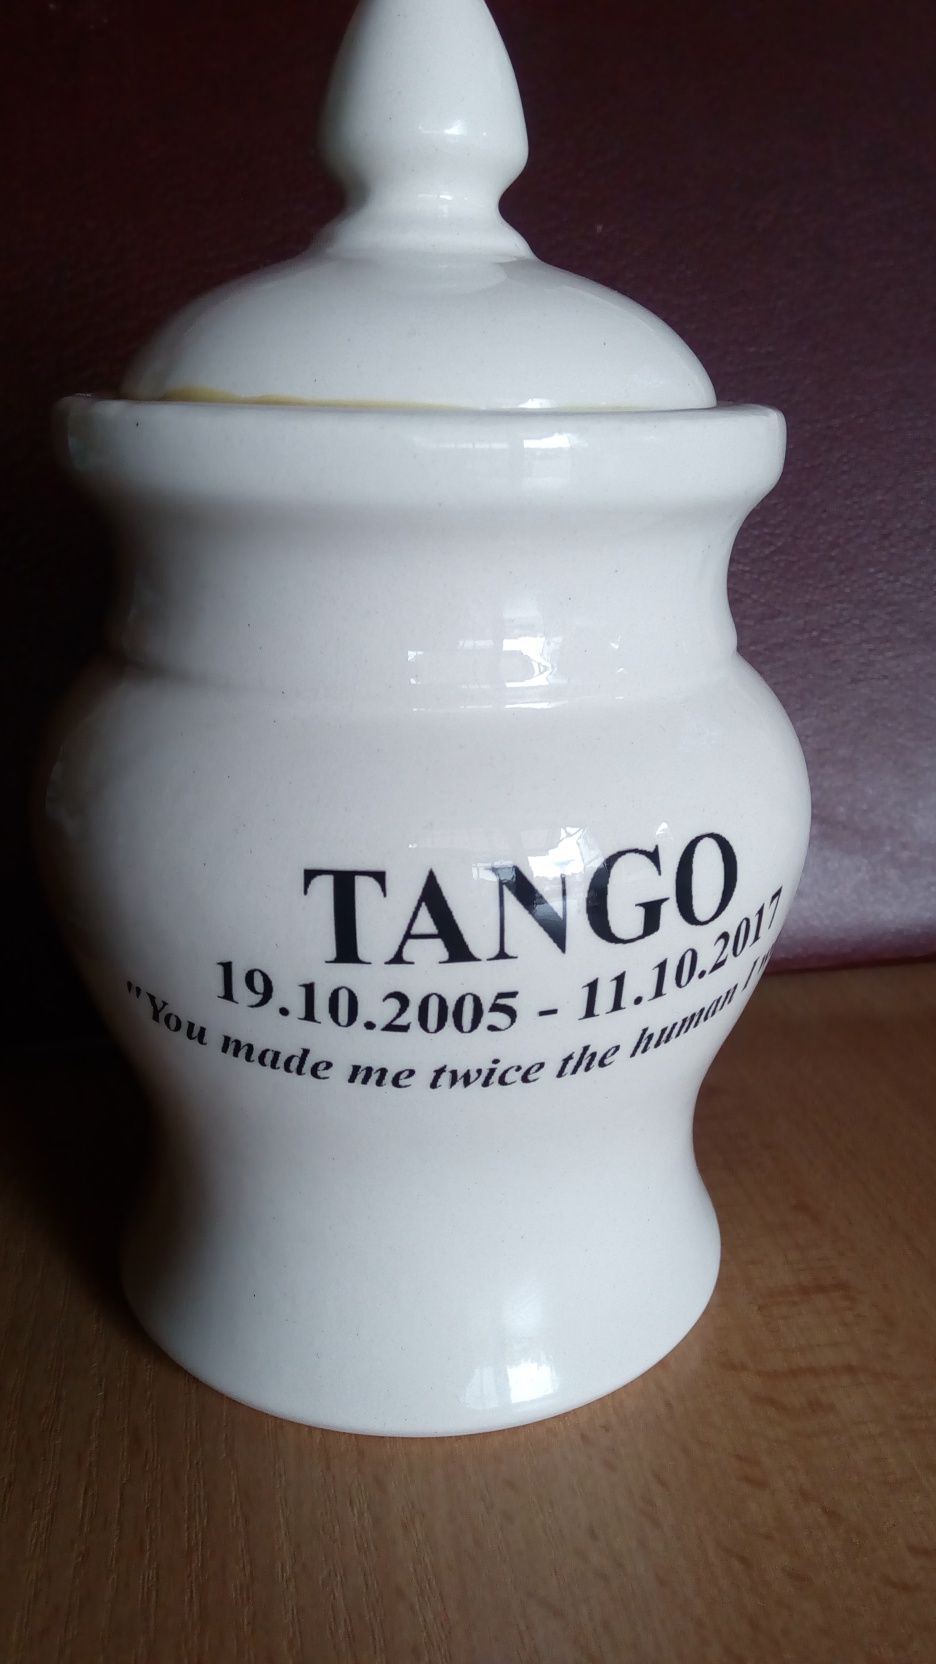 TANGO
19.10.2005 - 11.10.2017
"You made me twice the human I